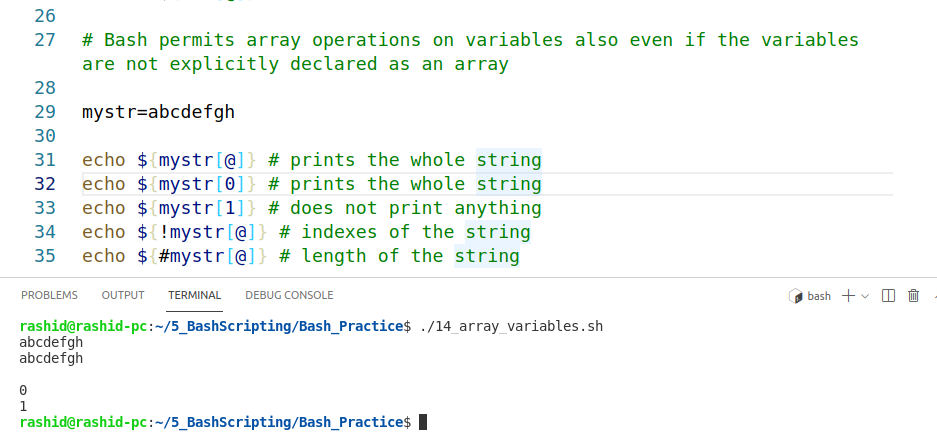 26
27 # Bash permits array operations on variables also even if the variables
are not explicitly declared as an array
28
29 mystr=abcdefgh
30
31 echo ${mystr[@]} # prints the whole string
32 echo ${mystr[0]} # prints the whole string
33 echo ${mystr[1]} # does not print anything
34 echo ${!mystr[@]} # indexes of the string
35 echo ${#mystr[@]} # length of the string
PROBLEMS OUTPUT TERMINAL DEBUG CONSOLE bash
rashid@rashid-pc:~/5_BashScripting/Bash_Practice$ ./14_array_variables.sh
abcdefgh
abcdefgh

0
1
rashid@rashid-pc:~/5_BashScripting/Bash_Practice$